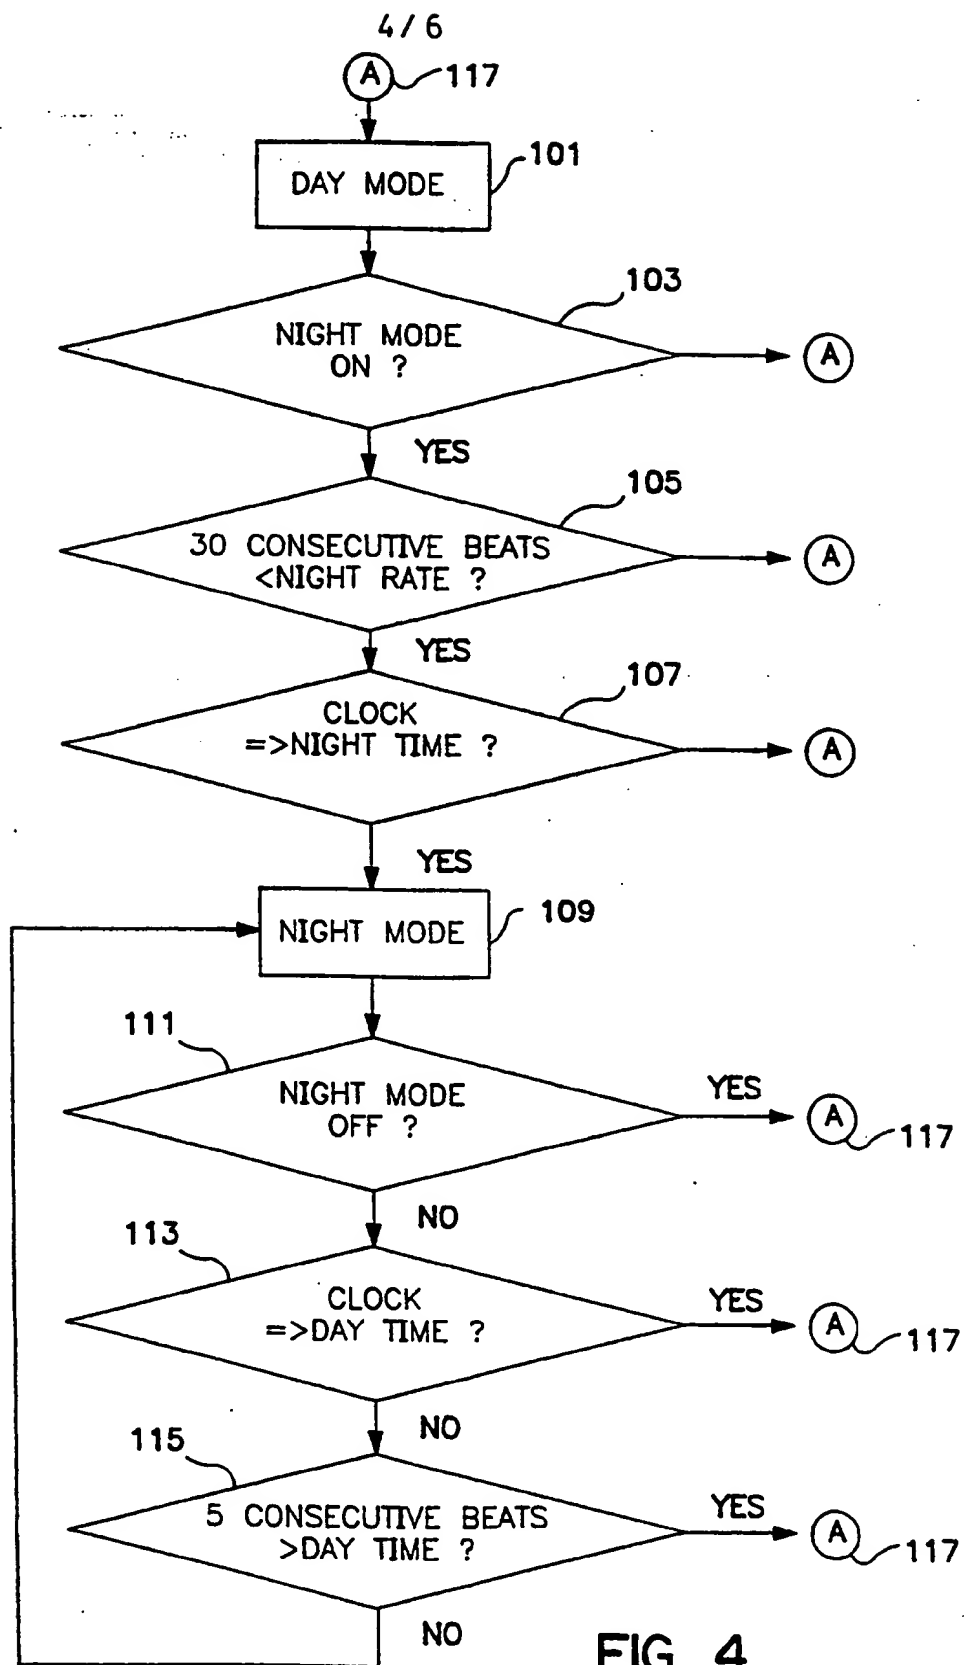 4/6
A 117
DAY MODE 101
103
NIGHT MODE
ON ?
A
YES
105
30 CONSECUTIVE BEATS
<NIGHT RATE ?
A
YES
107
CLOCK
=>NIGHT TIME ?
A
YES
NIGHT MODE 109
111
NIGHT MODE
OFF ?
YES
A 117
NO
113
CLOCK
=>DAY TIME ?
YES
A 117
NO
115
5 CONSECUTIVE BEATS
>DAY TIME ?
YES
A 117
NO
FIG. 4